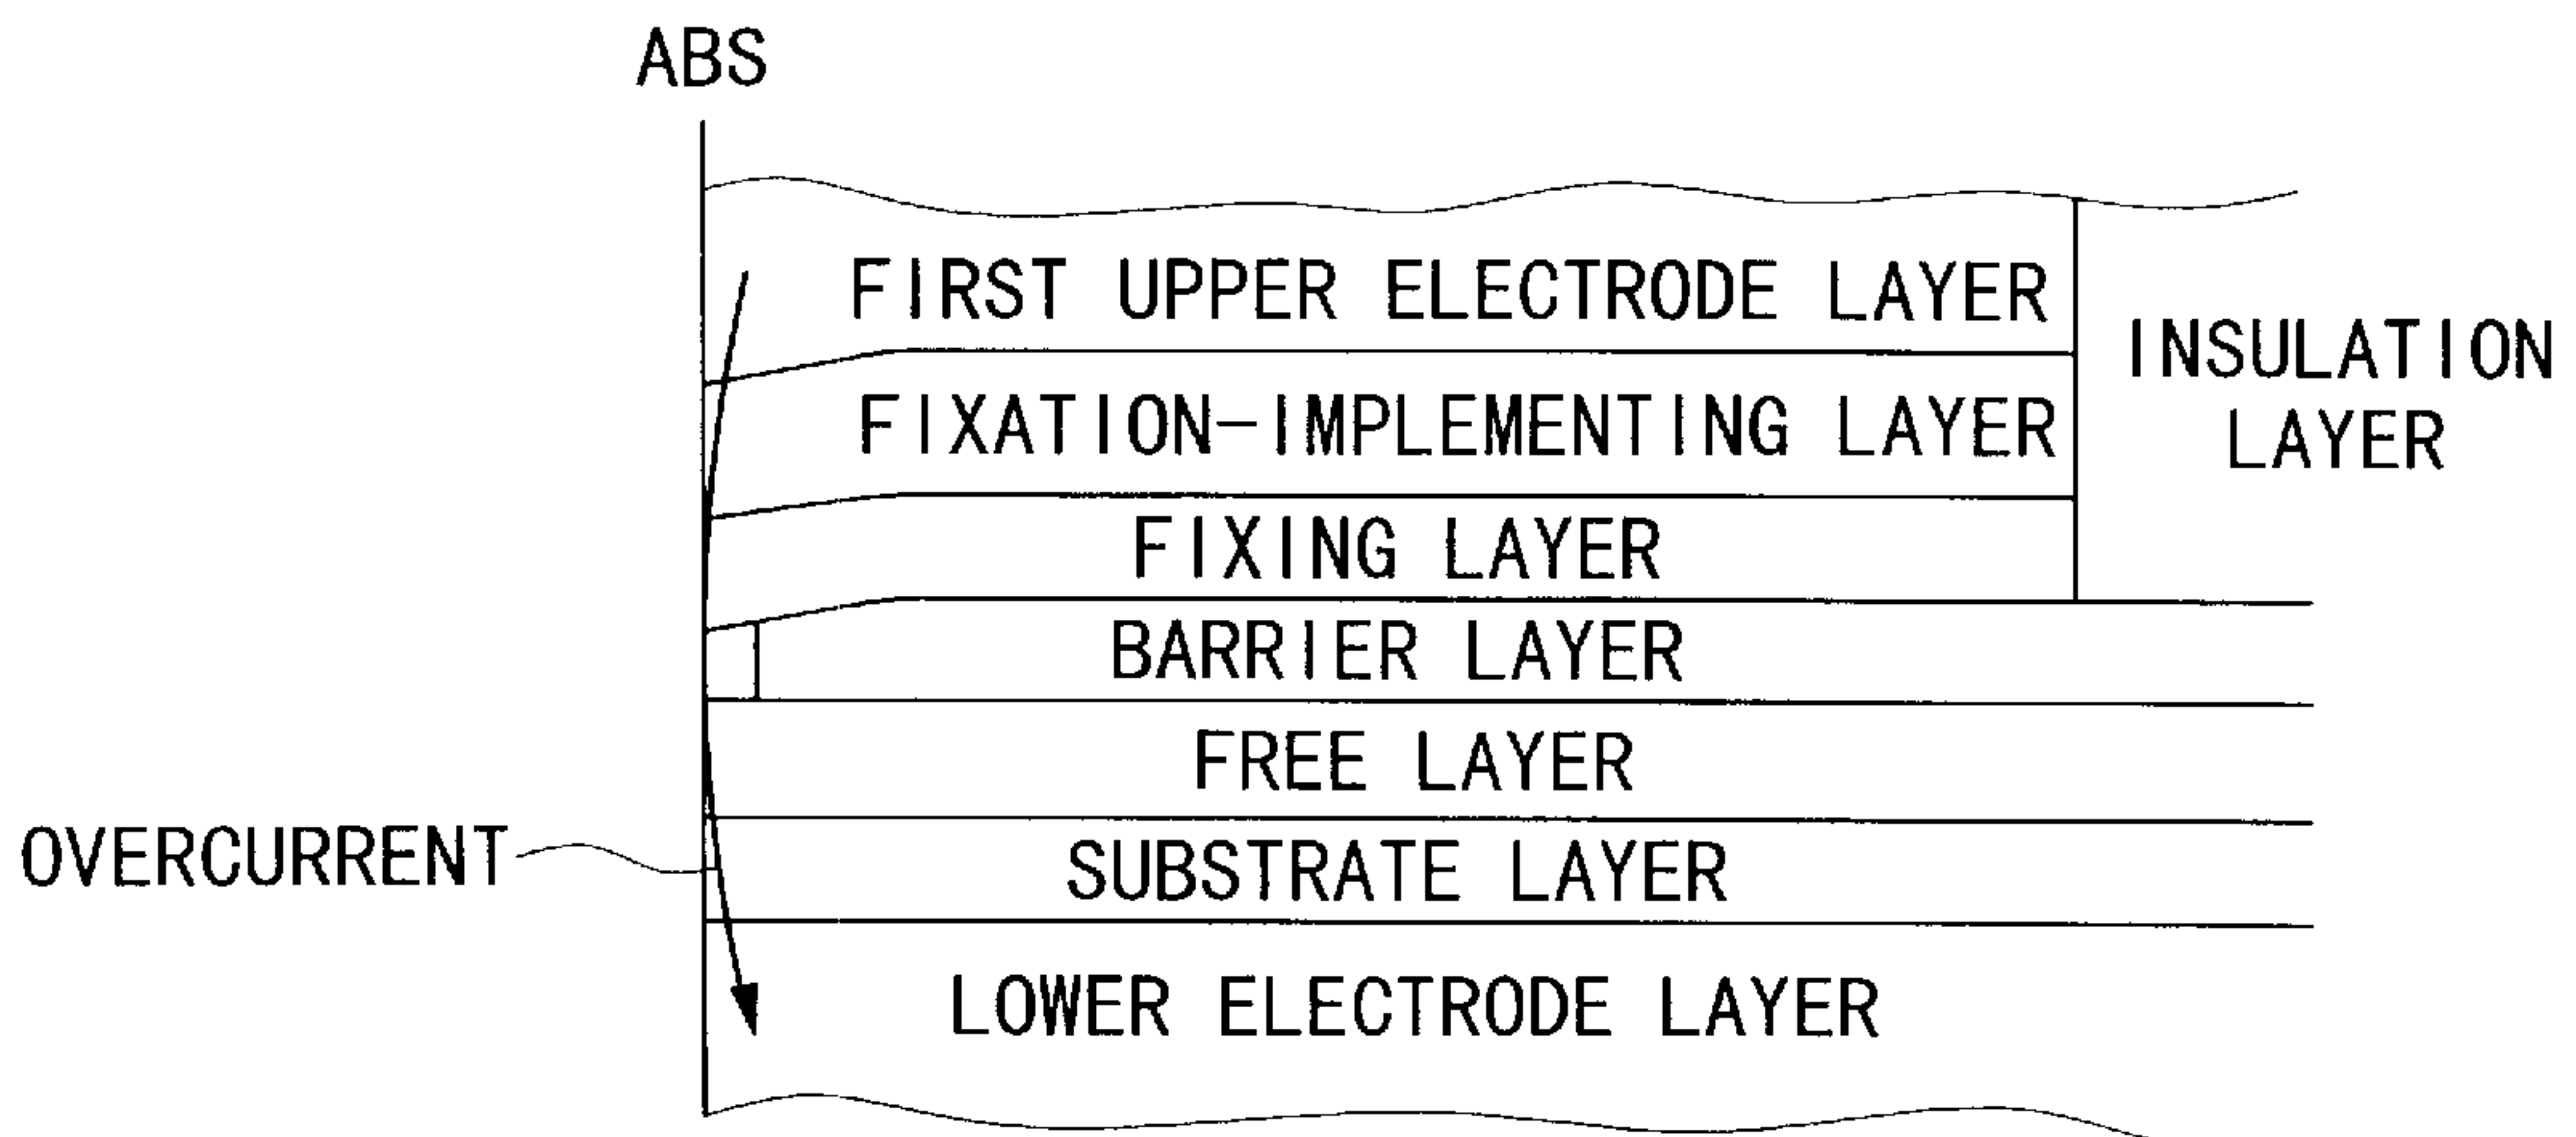 ABS
FIRST UPPER ELECTRODE LAYER
INSULATION
LAYER
FIXATION-IMPLEMENTING LAYER
FIXING LAYER
BARRIER LAYER
FREE LAYER
OVERCURRENT
SUBSTRATE LAYER
LOWER ELECTRODE LAYER